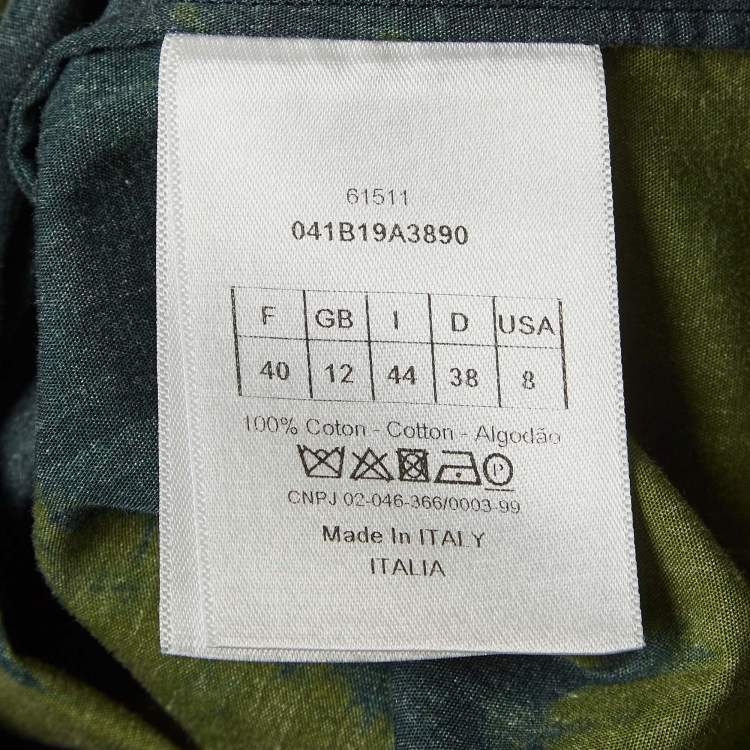 61511
041B19A3890
F GB I D USA
40 12 44 38 8
100% Coton - Cotton - Algodão
P
CNPJ 02-046-366/0003-99
Made In ITALY
ITALIA